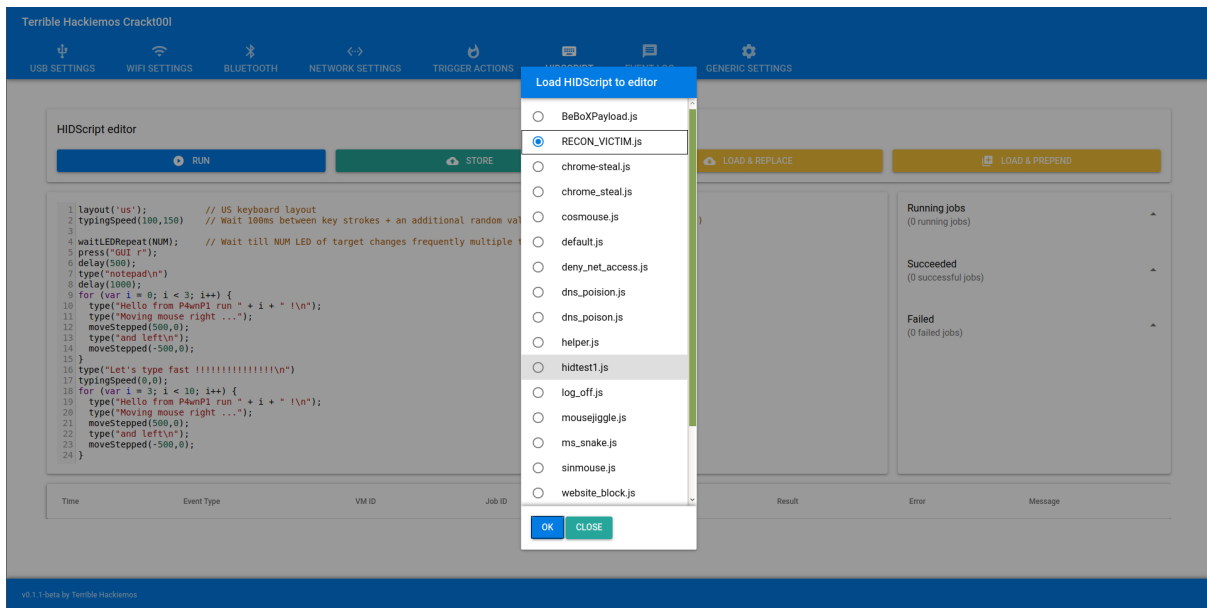 Terrible Hackiemos Crackt00l
USB SETTINGS
WIFI SETTINGS
BLUETOOTH
NETWORK SETTINGS
TRIGGER ACTIONS
GENERIC SETTINGS
Load HIDScript to editor
BeBoXPayload.js
RECON_VICTIM.js
chrome-steal.js
chrome_steal.js
cosmouse.js
default.js
deny_net_access.js
dns_poision.js
dns_poison.js
helper.js
hidtest1.js
log_off.js
mousejiggle.js
ms_snake.js
sinmouse.js
website_block.js
OK
CLOSE
HIDScript editor
RUN
STORE
LOAD & REPLACE
LOAD & PREPEND
1 layout('us'); // US keyboard layout
2 typingSpeed(100,150) // Wait 100ms between key strokes + an additional random val
3
4 waitLEDRepeat(NUM); // Wait till NUM LED of target changes frequently multiple t
5 press("GUI r");
6 delay(500);
7 type("notepad\n")
8 delay(1000);
9 for (var i = 0; i < 3; i++) {
10 type("Hello from P4wnP1 run " + i + " !\n");
11 type("Moving mouse right ...");
12 moveStepped(500,0);
13 type("and left\n");
14 moveStepped(-500,0);
15 }
16 type("Let's type fast !!!!!!!!!!!!!!!\n")
17 typingSpeed(0,0);
18 for (var i = 3; i < 10; i++) {
19 type("Hello from P4wnP1 run " + i + " !\n");
20 type("Moving mouse right ...");
21 moveStepped(500,0);
22 type("and left\n");
23 moveStepped(-500,0);
24 }
Running jobs
(0 running jobs)
Succeeded
(0 successful jobs)
Failed
(0 failed jobs)
Time
Event Type
VM ID
Job ID
Result
Error
Message
v0.1.1-beta by Terrible Hackiemos